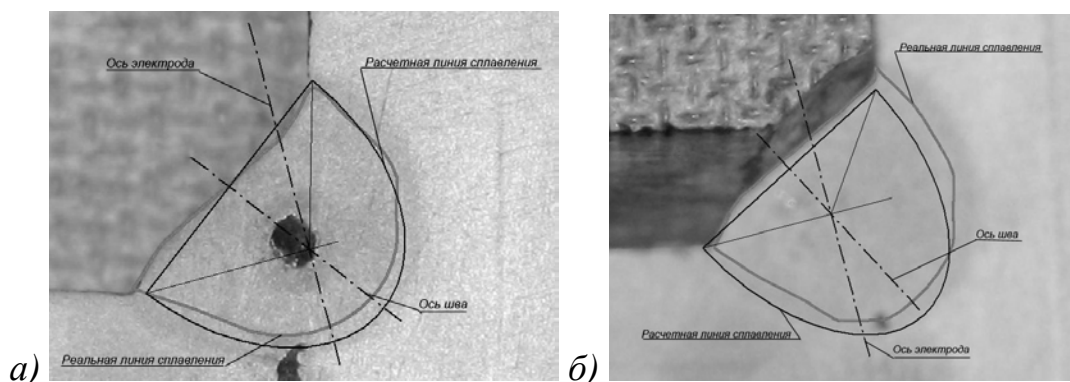 Ось электрода
Расчетная линия сплавления
Ось шва
Реальная линия сплавления
а)
Реальная линия сплавления
Ось шва
Расчетная линия сплавления
Ось электрода
б)